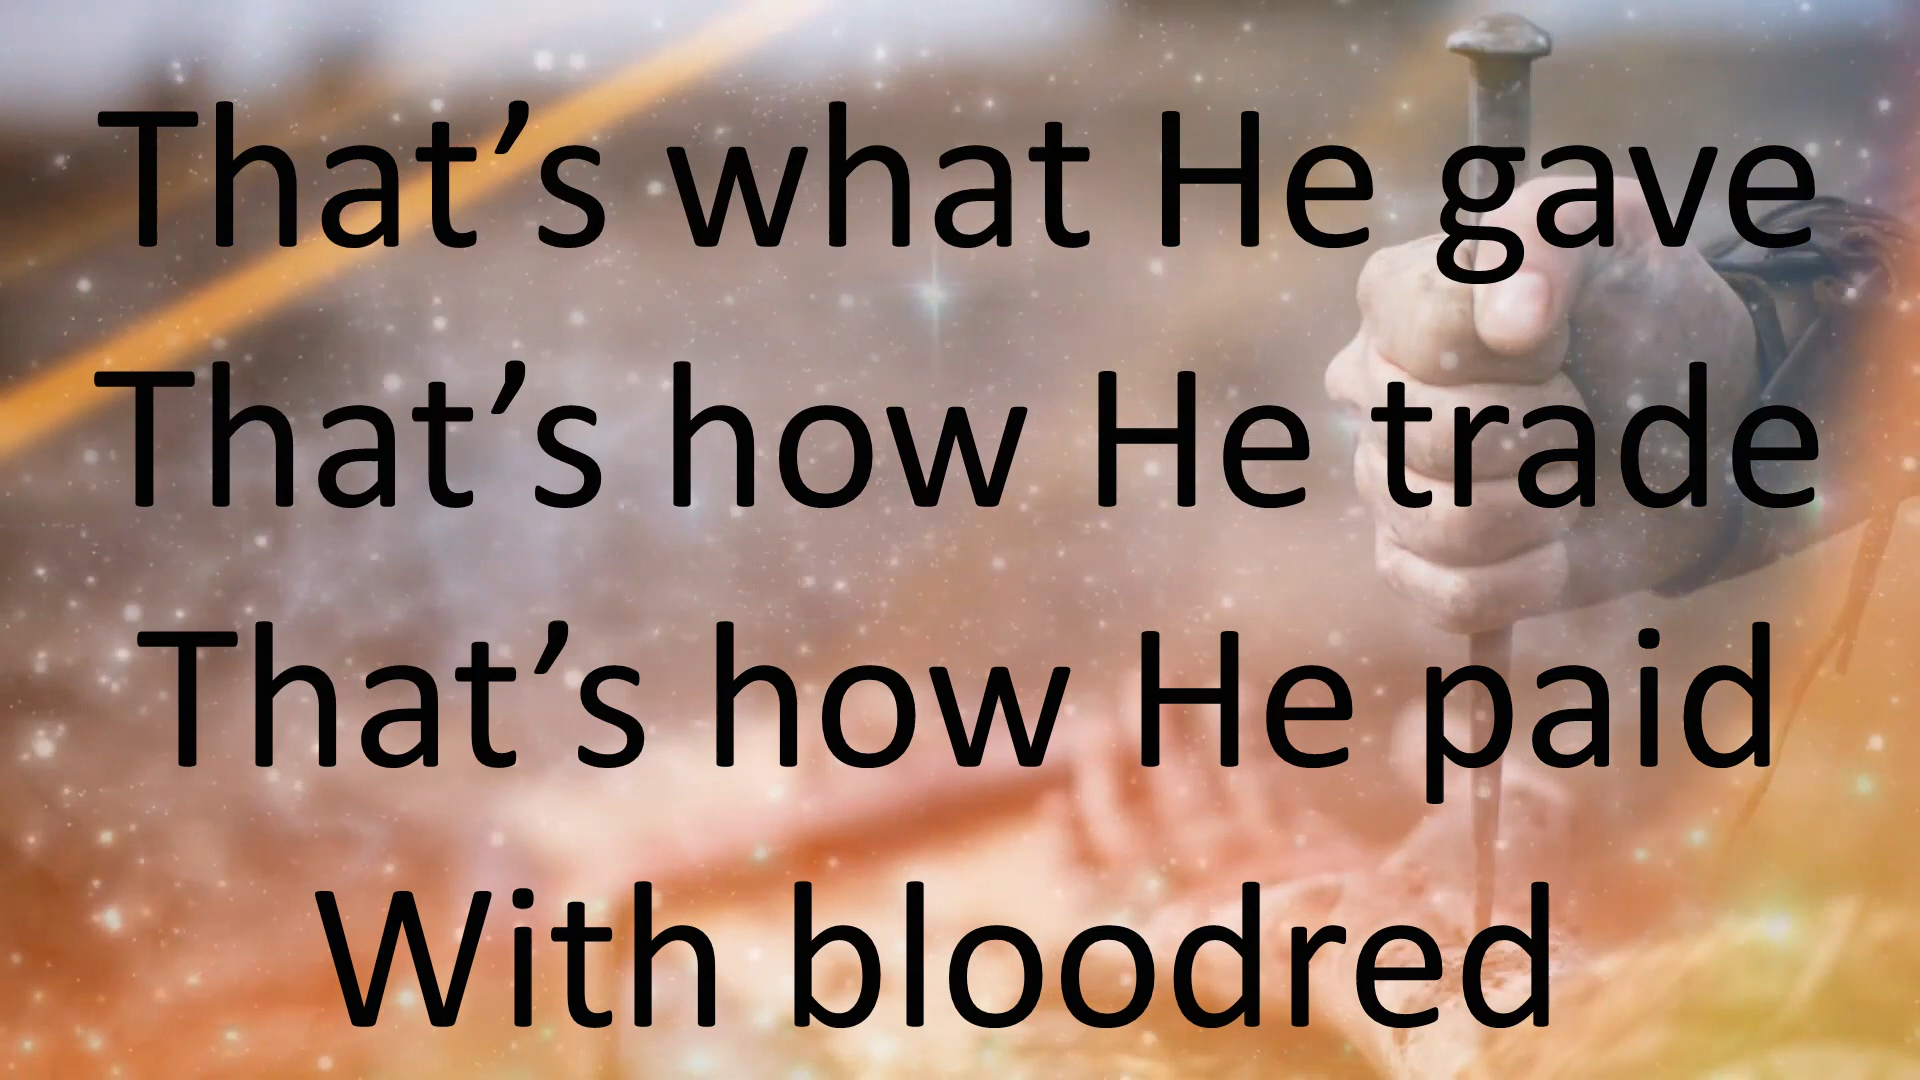 That’s what He gave
That’s how He trade
That’s how He paid
With bloodred